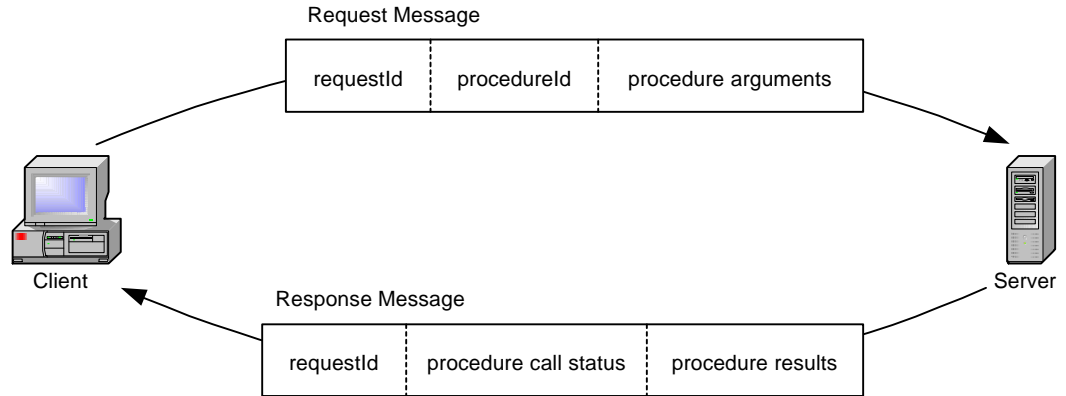 Request Message
requestId procedureId procedure arguments
Client
Server
Response Message
requestId procedure call status procedure results